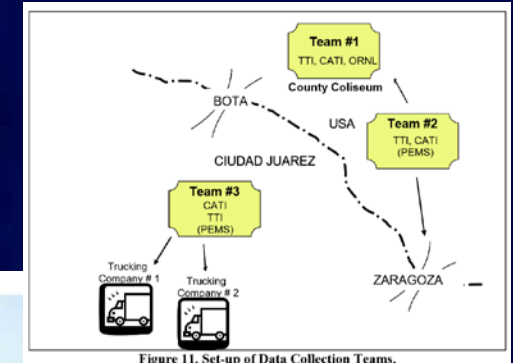 Team #1
TTI, CATI, ORNL
County Coliseum
BOTA
USA
Team #2
TTI, CATI
(PEMS)
CIUDAD JUAREZ
Team #3
CATI
TTI
(PEMS)
Trucking
Company # 1
Trucking
Company # 2
ZARAGOZA
Figure 11. Set-up of Data Collection Teams.